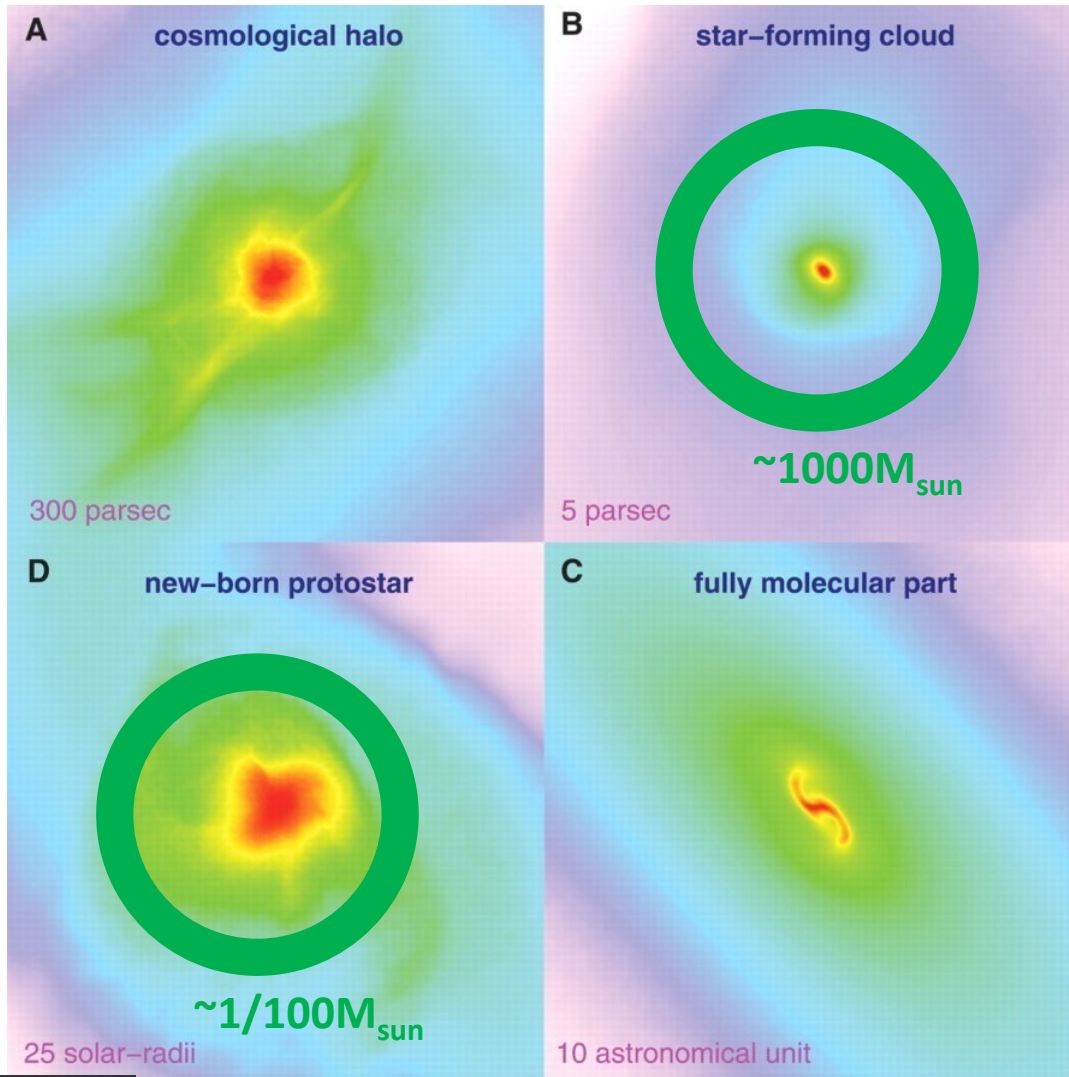 A
cosmological halo
300 parsec
B
star–forming cloud
~1000Msun
5 parsec
D
new–born protostar
~1/100Msun
25 solar–radii
C
fully molecular part
10 astronomical unit